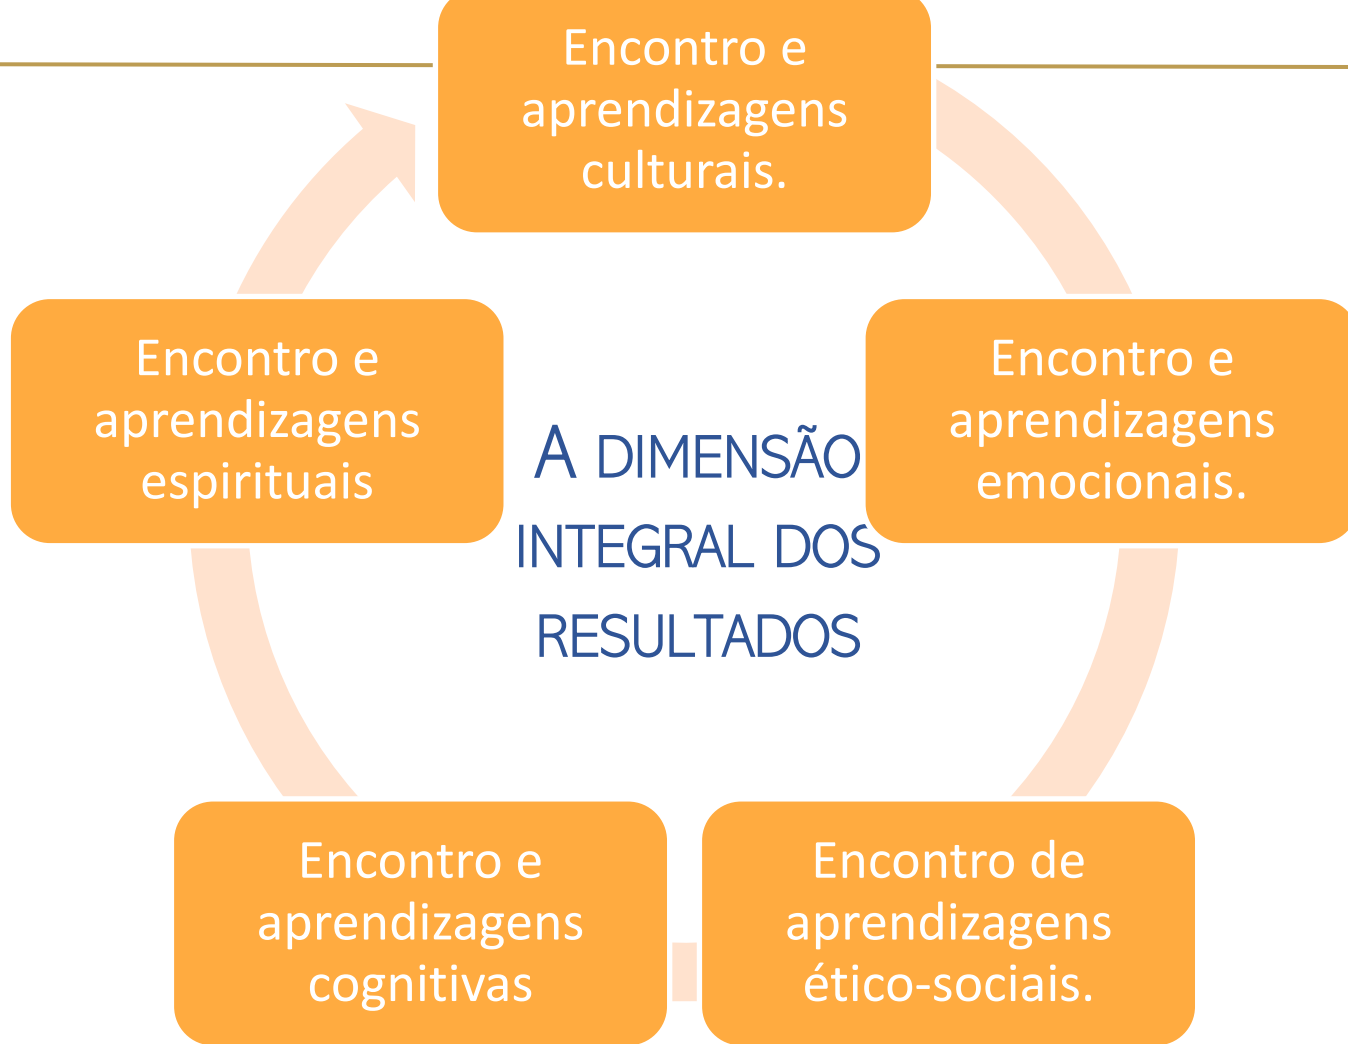 Encontro e
aprendizagens
culturais.
Encontro e
aprendizagens
emocionais.
Encontro de
aprendizagens
ético-sociais.
Encontro e
aprendizagens
cognitivas
Encontro e
aprendizagens
espirituais
A DIMENSÃO
INTEGRAL DOS
RESULTADOS